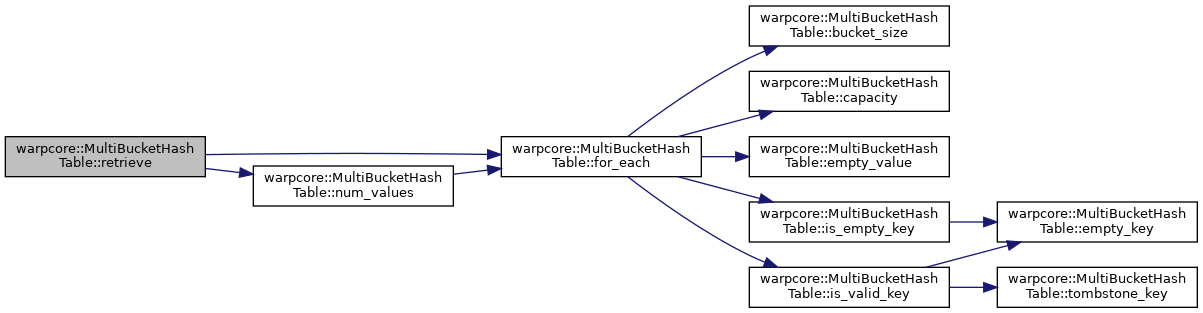 warpcore::MultiBucketHash
Table::retrieve
warpcore::MultiBucketHash
Table::num_values
warpcore::MultiBucketHash
Table::for_each
warpcore::MultiBucketHash
Table::bucket_size
warpcore::MultiBucketHash
Table::capacity
warpcore::MultiBucketHash
Table::empty_value
warpcore::MultiBucketHash
Table::is_empty_key
warpcore::MultiBucketHash
Table::is_valid_key
warpcore::MultiBucketHash
Table::empty_key
warpcore::MultiBucketHash
Table::tombstone_key